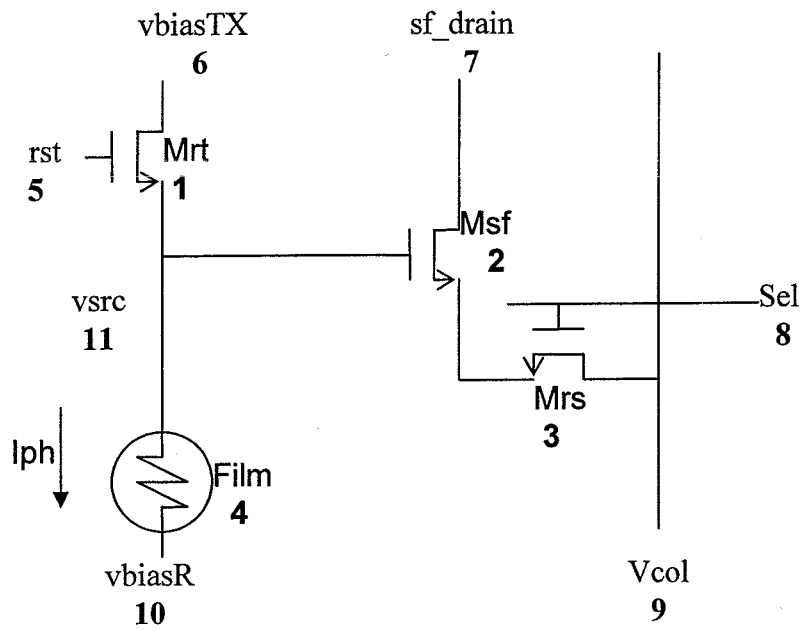 vbiasTX
6
sf_drain
7
rst
5
Mrt
1
Msf
2
vsrc
11
Sel
8
Mrs
3
Iph
Film
4
vbiasR
10
Vcol
9